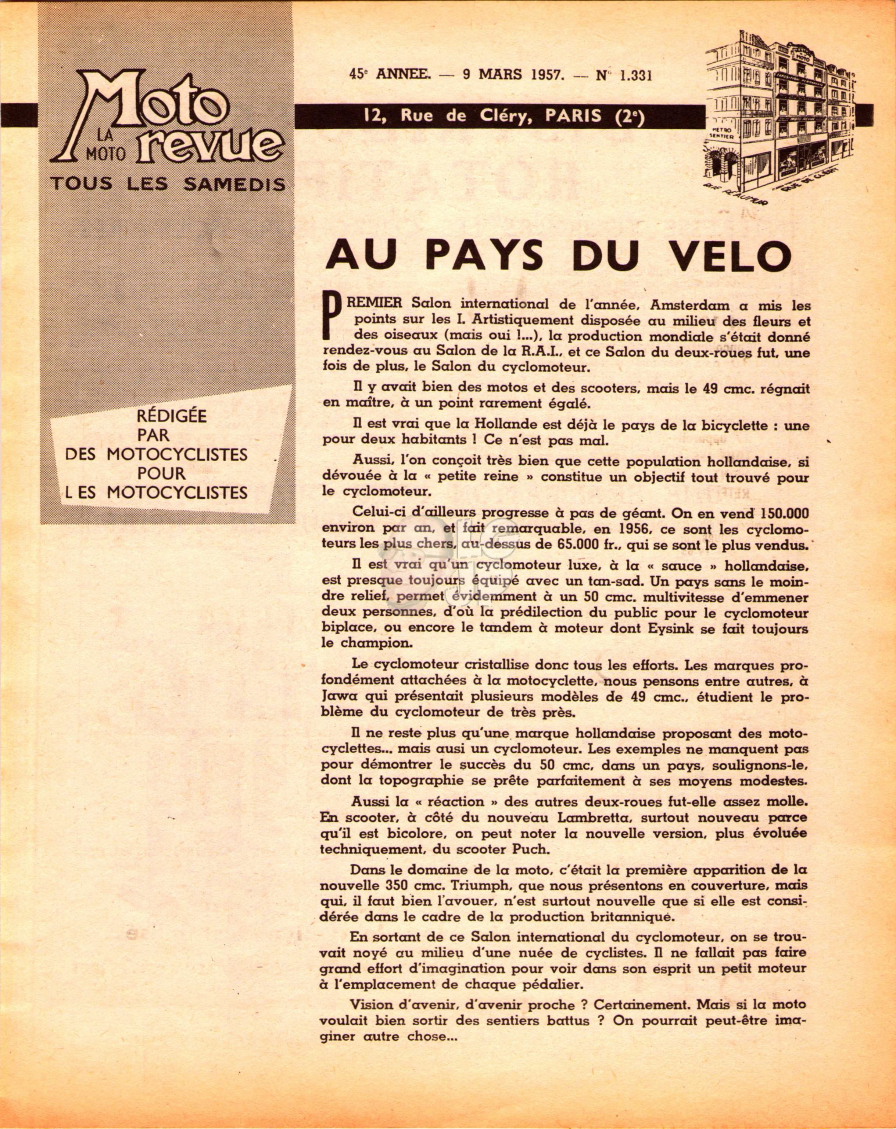 45e ANNEE. — 9 MARS 1957. — N° 1.331
12, Rue de Cléry, PARIS (2e)
Moto
LA
MOTO
revue
TOUS LES SAMEDIS
METRO
SENTIER
RUE DE CLERY
AU PAYS DU VELO
PREMIER Salon international de l'année, Amsterdam a mis les
points sur les I. Artistiquement disposée au milieu des fleurs et
des oiseaux (mais oui !...), la production mondiale s'était donné
rendez-vous au Salon de la R.A.I., et ce Salon du deux-roues fut, une
fois de plus, le Salon du cyclomoteur.
Il y avait bien des motos et des scooters, mais le 49 cmc. régnait
en maître, à un point rarement égalé.
Il est vrai que la Hollande est déjà le pays de la bicyclette : une
pour deux habitants ! Ce n'est pas mal.
Aussi, l'on conçoit très bien que cette population hollandaise, si
dévouée à la « petite reine » constitue un objectif tout trouvé pour
le cyclomoteur.
Celui-ci d'ailleurs progresse à pas de géant. On en vend 150.000
environ par an, et fait remarquable, en 1956, ce sont les cyclomo-
teurs les plus chers, au-dessus de 65.000 fr., qui se sont le plus vendus.
Il est vrai qu'un cyclomoteur luxe, à la « sauce » hollandaise,
est presque toujours équipé avec un tan-sad. Un pays sans le moin-
dre relief, permet évidemment à un 50 cmc. multivitesse d'emmener
deux personnes, d'où la prédilection du public pour le cyclomoteur
biplace, ou encore le tandem à moteur dont Eysink se fait toujours
le champion.
Le cyclomoteur cristallise donc tous les efforts. Les marques pro-
fondément attachées à la motocyclette, nous pensons entre autres, à
Jawa qui présentait plusieurs modèles de 49 cmc., étudient le pro-
blème du cyclomoteur de très près.
Il ne reste plus qu'une marque hollandaise proposant des moto-
cyclettes... mais ausi un cyclomoteur. Les exemples ne manquent pas
pour démontrer le succès du 50 cmc, dans un pays, soulignons-le,
dont la topographie se prête parfaitement à ses moyens modestes.
Aussi la « réaction » des autres deux-roues fut-elle assez molle.
En scooter, à côté du nouveau Lambretta, surtout nouveau parce
qu'il est bicolore, on peut noter la nouvelle version, plus évoluée
techniquement, du scooter Puch.
Dans le domaine de la moto, c'était la première apparition de la
nouvelle 350 cmc. Triumph, que nous présentons en couverture, mais
qui, il faut bien l'avouer, n'est surtout nouvelle que si elle est consi-
dérée dans le cadre de la production britannique.
En sortant de ce Salon international du cyclomoteur, on se trou-
vait noyé au milieu d'une nuée de cyclistes. Il ne fallait pas faire
grand effort d'imagination pour voir dans son esprit un petit moteur
à l'emplacement de chaque pédalier.
Vision d'avenir, d'avenir proche ? Certainement. Mais si la moto
voulait bien sortir des sentiers battus ? On pourrait peut-être ima-
giner autre chose...
RÉDIGÉE
PAR
DES MOTOCYCLISTES
POUR
LES MOTOCYCLISTES